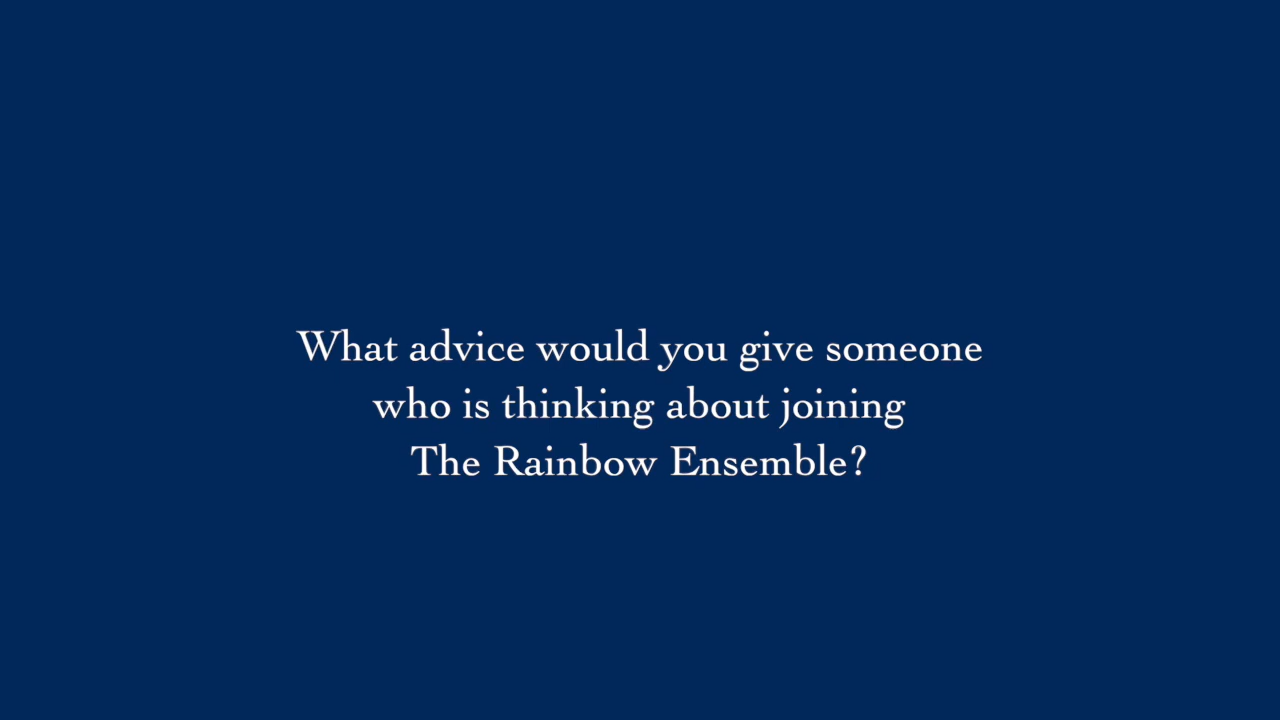 What advice would you give someone
who is thinking about joining
The Rainbow Ensemble?